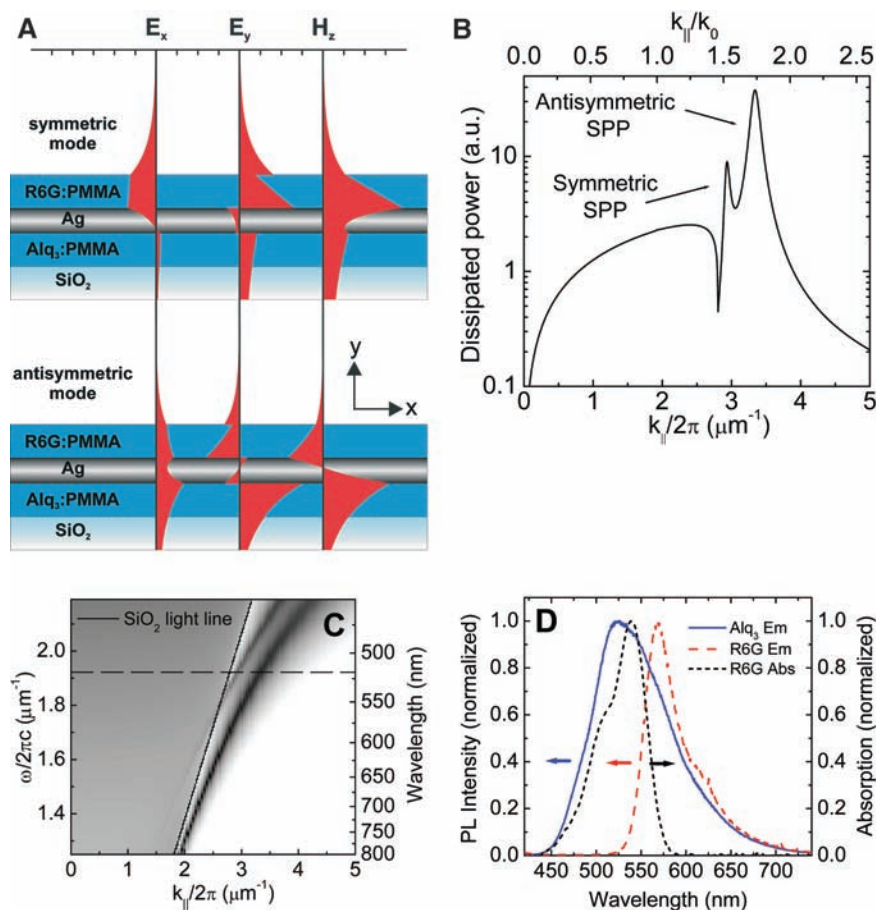 A
Eₓ Eᵧ H_z
symmetric
mode
R6G:PMMA
Ag
Alq₃:PMMA
SiO₂
antisymmetric
mode
y
x
R6G:PMMA
Ag
Alq₃:PMMA
SiO₂
B
k||/k₀
0.0 0.5 1.0 1.5 2.0 2.5
Dissipated power (a.u.)
10
1
0.1
Antisymmetric
SPP
Symmetric
SPP
0 1 2 3 4 5
k||/2π (μm⁻¹)
C
SiO₂ light line
ω/2πc (μm⁻¹)
2.0
1.8
1.6
1.4
500
550
600
650
700
750
800
Wavelength (nm)
0 1 2 3 4 5
k||/2π (μm⁻¹)
D
Alq₃ Em
R6G Em
R6G Abs
PL Intensity (normalized)
1.0
0.8
0.6
0.4
0.2
0.0
1.0
0.8
0.6
0.4
0.2
0.0
Absorption (normalized)
450 500 550 600 650 700
Wavelength (nm)